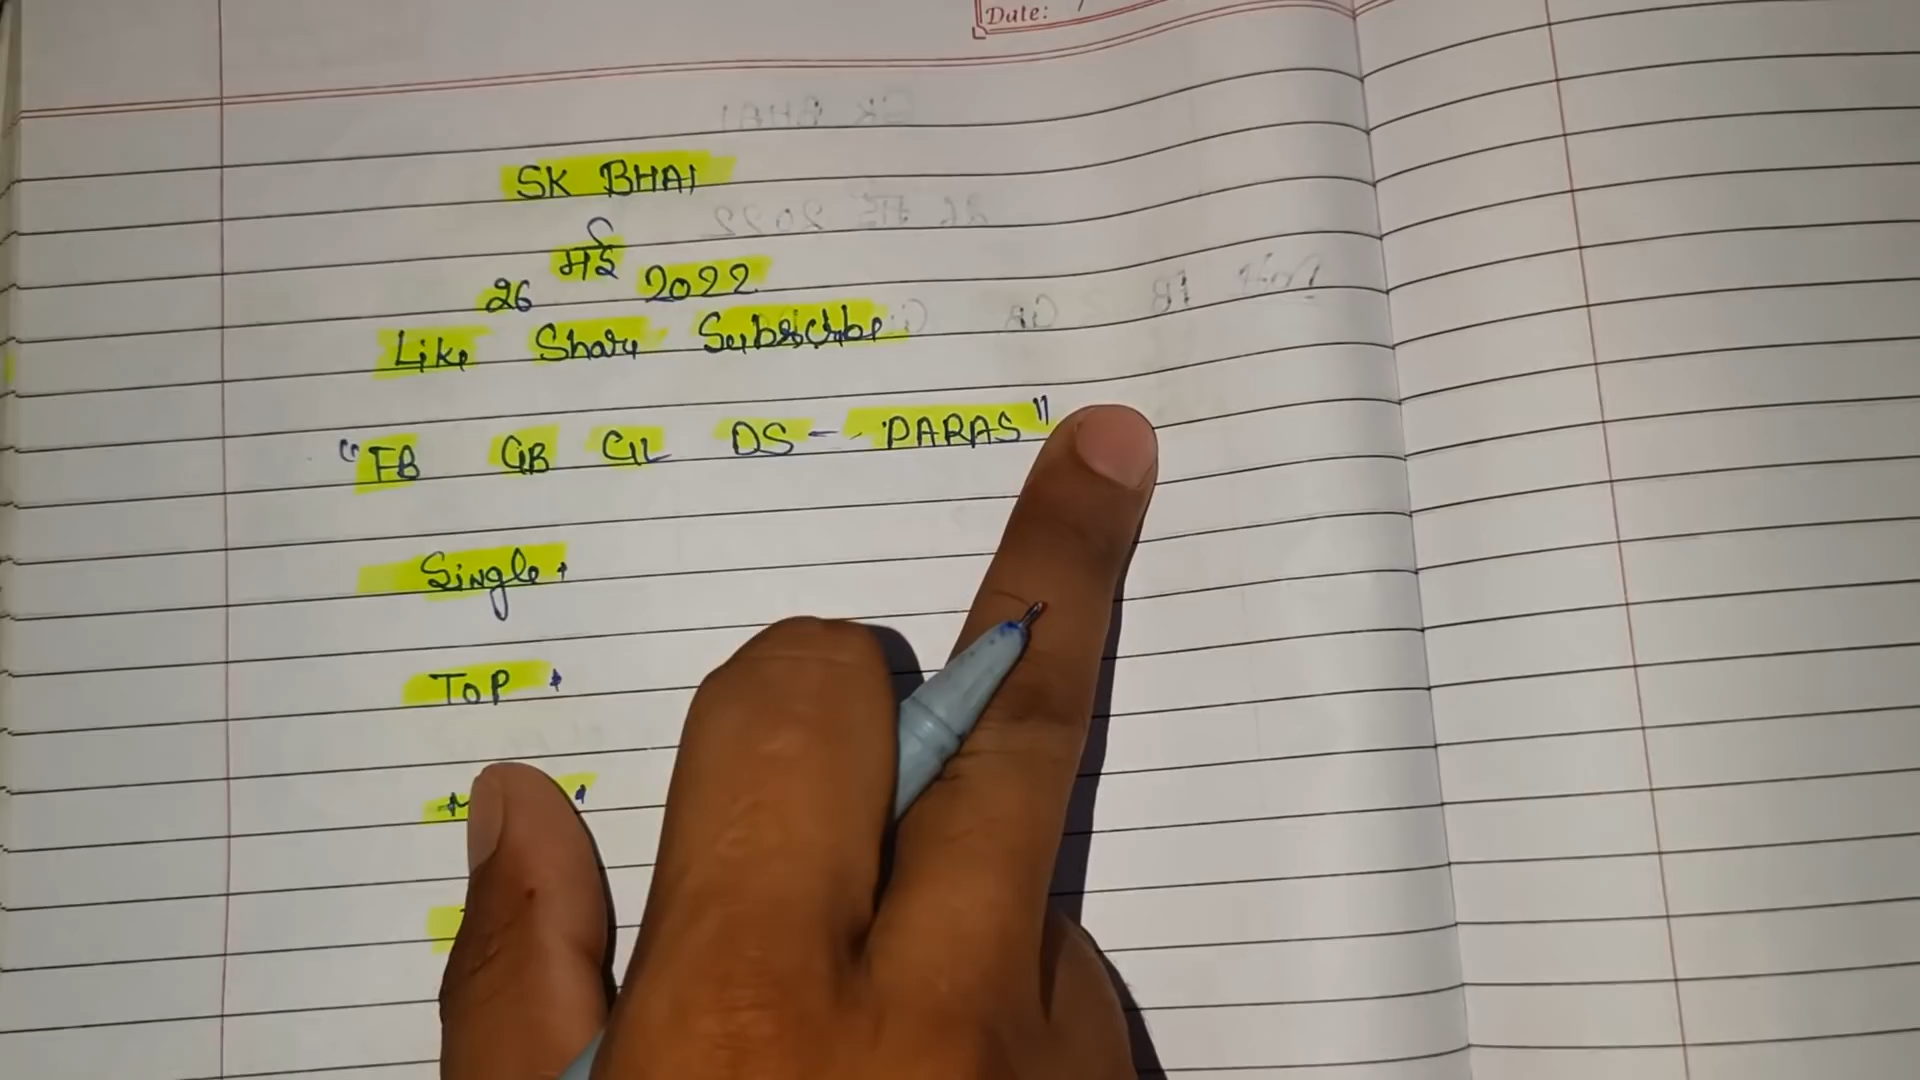 Date:
SK BHAI
26 मई 2022
Like Share Subscribe
"FB GB GL DS - PARAS"
Single
TOP